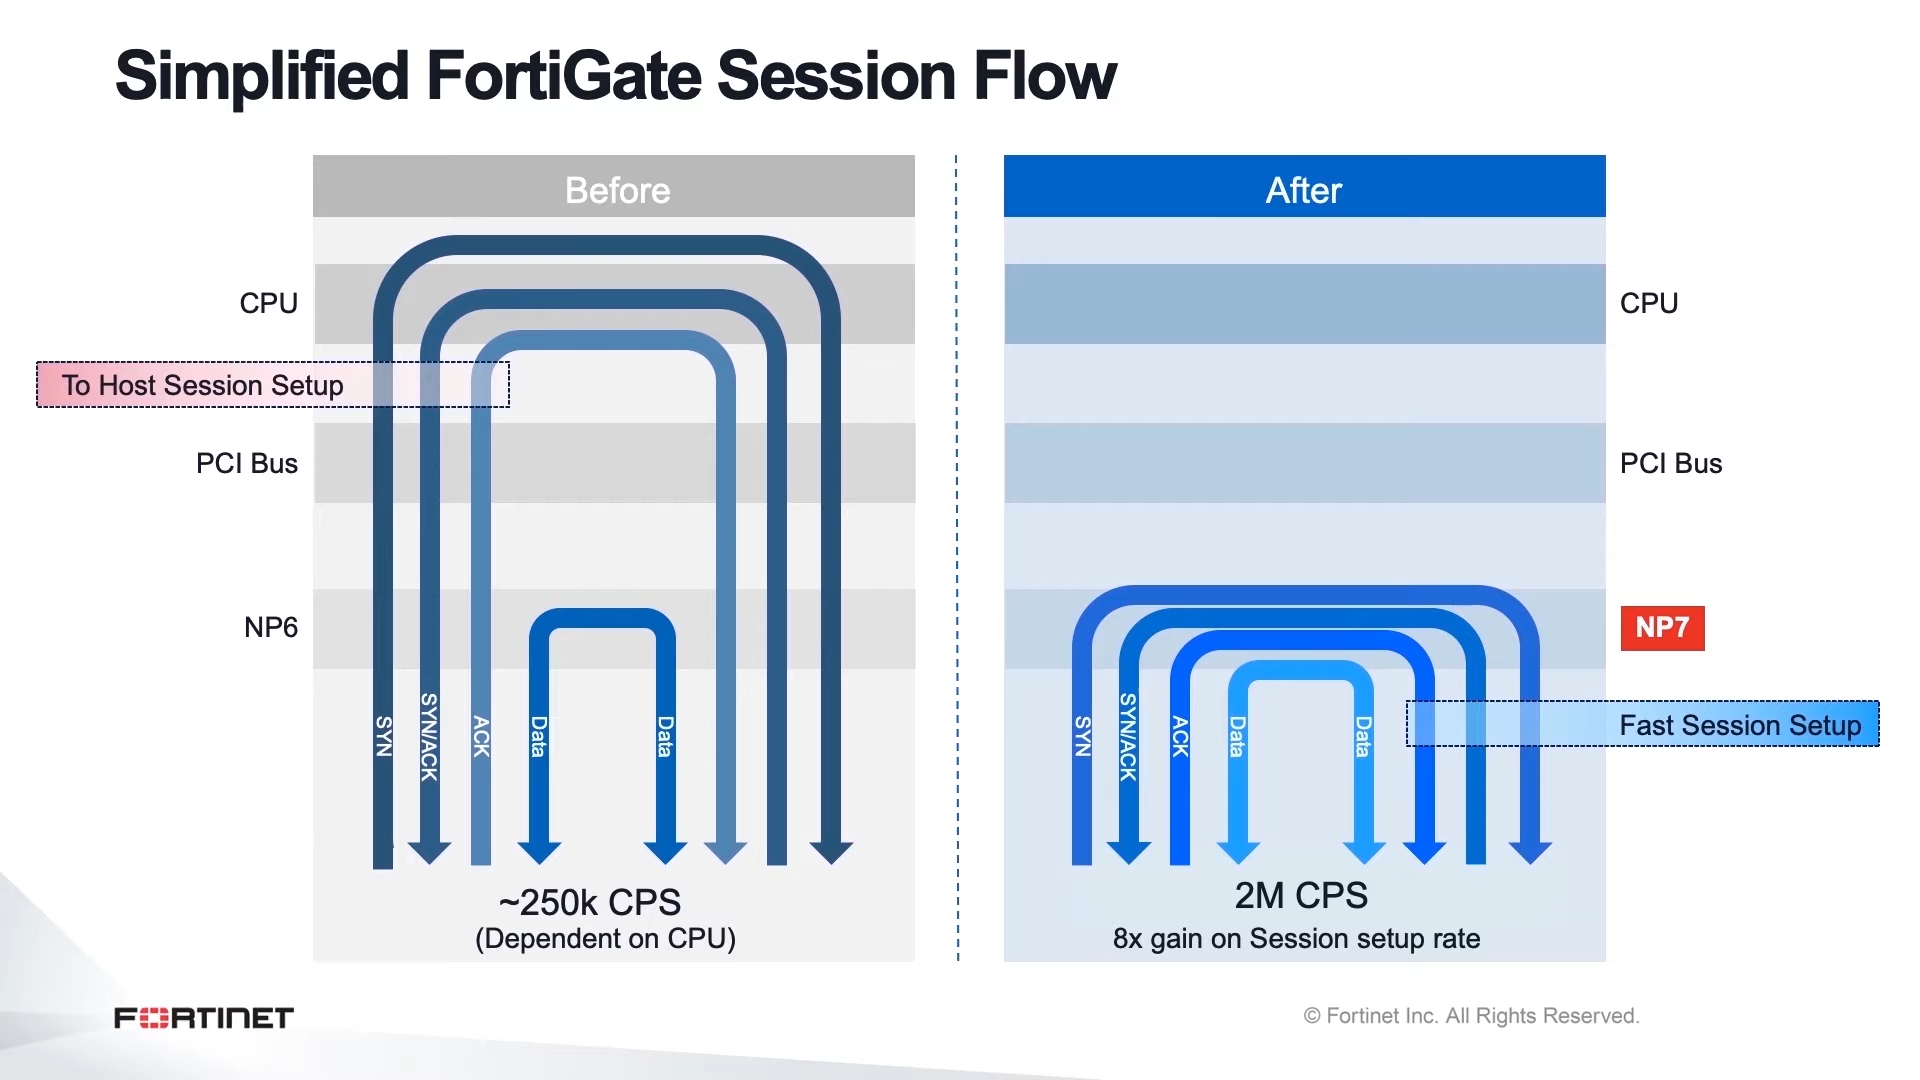 Simplified FortiGate Session Flow
Before
CPU
To Host Session Setup
PCI Bus
NP6
SYN
SYN/ACK
ACK
Data
Data
~250k CPS
(Dependent on CPU)
After
CPU
PCI Bus
NP7
Fast Session Setup
SYN
SYN/ACK
ACK
Data
Data
2M CPS
8x gain on Session setup rate
FORTINET
© Fortinet Inc. All Rights Reserved.